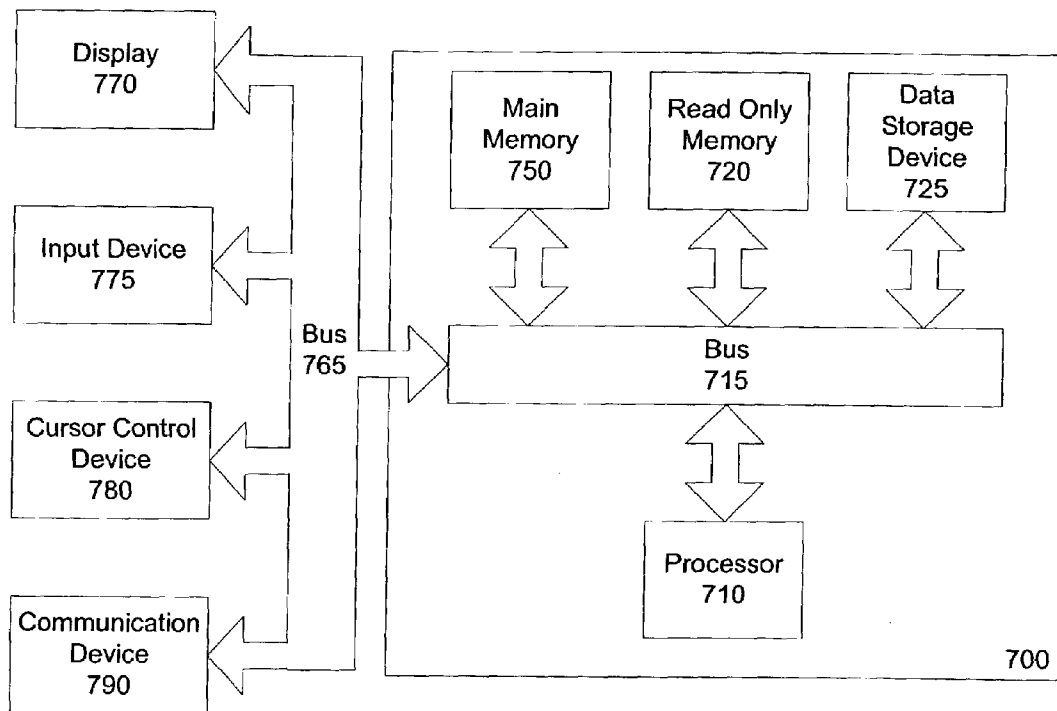 Display
770
Input Device
775
Cursor Control
Device
780
Communication
Device
790
Bus
765
Main
Memory
750
Read Only
Memory
720
Data
Storage
Device
725
Bus
715
Processor
710
700